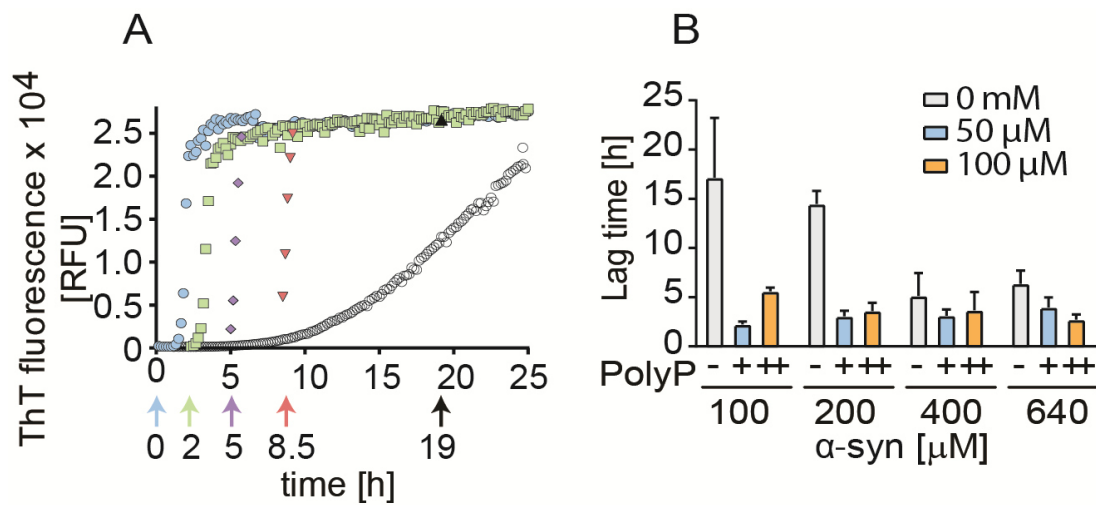 A
ThT fluorescence x 10⁴
[RFU]
2.5
2.0
1.5
1.0
0.5
0
0 5 10 15 20 25
0 2 5 8.5 19
time [h]
B
Lag time [h]
25
20
15
10
5
0
0 mM
50 μM
100 μM
PolyP - + ++ - + ++ - + ++ - + ++
100 200 400 640
α-syn [μM]